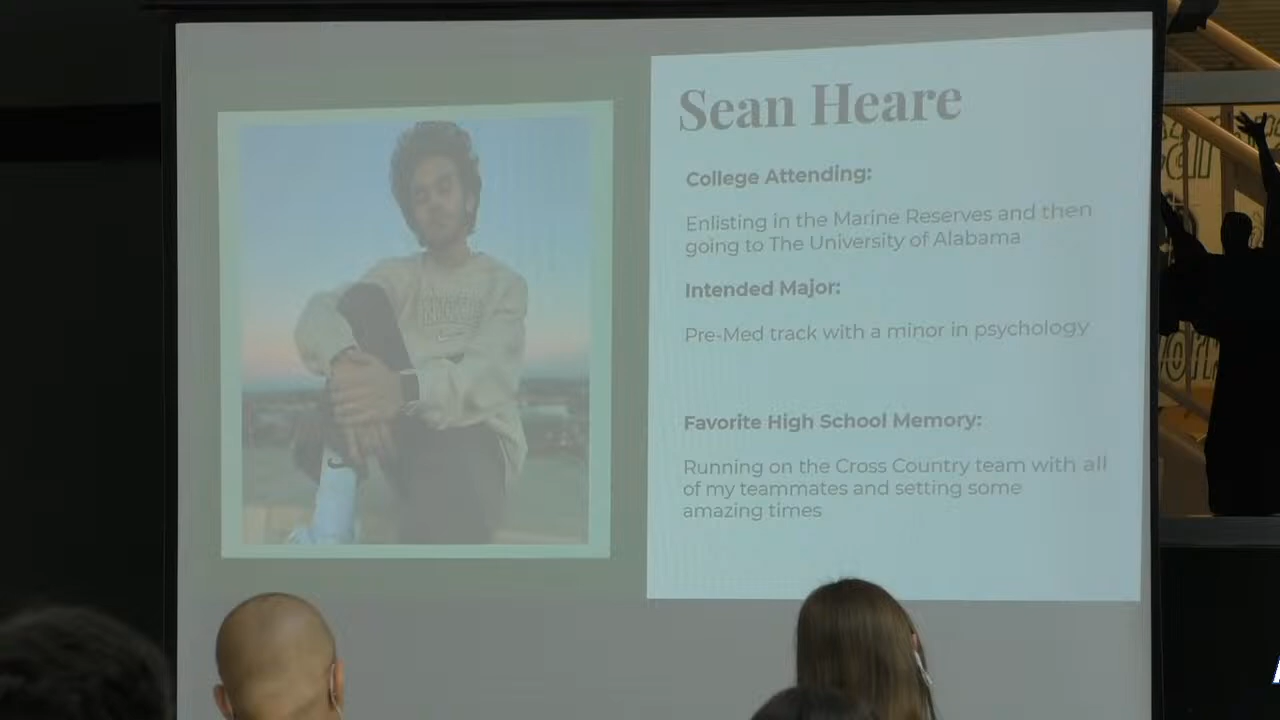 Sean Heare
College Attending:
Enlisting in the Marine Reserves and then
going to The University of Alabama
Intended Major:
Pre-Med track with a minor in psychology
Favorite High School Memory:
Running on the Cross Country team with all
of my teammates and setting some
amazing times